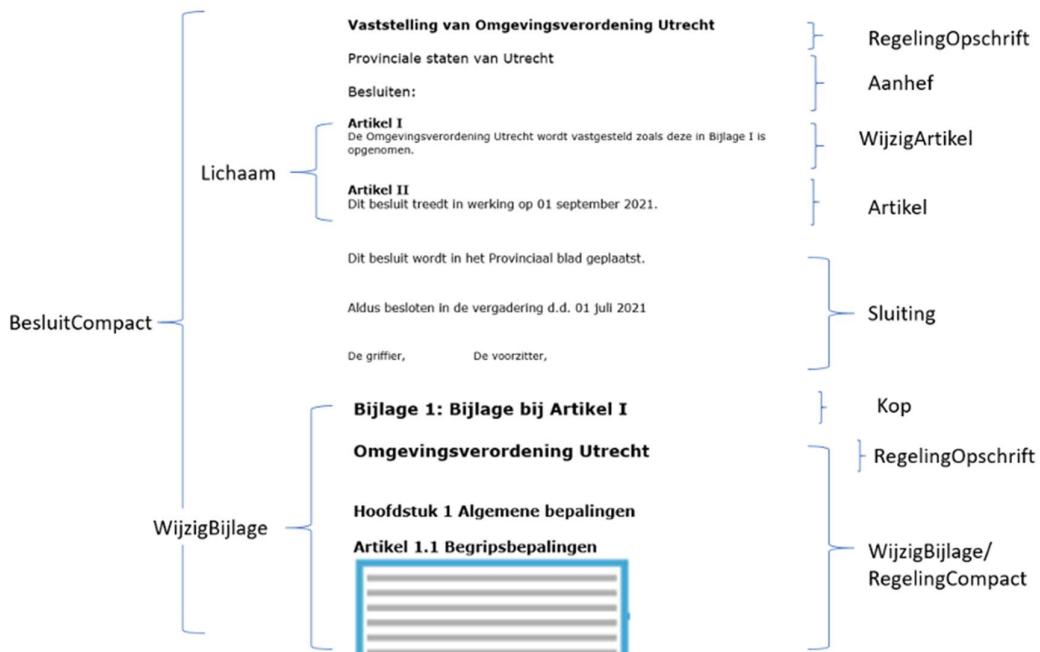 Vaststelling van Omgevingsverordening Utrecht
RegelingOpschrift
Provinciale staten van Utrecht
Aanhef
Besluiten:
Artikel I
De Omgevingsverordening Utrecht wordt vastgesteld zoals deze in Bijlage I is
opgenomen.
WijzigArtikel
Lichaam
Artikel II
Dit besluit treedt in werking op 01 september 2021.
Artikel
Dit besluit wordt in het Provinciaal blad geplaatst.
Aldus besloten in de vergadering d.d. 01 juli 2021
Sluiting
BesluitCompact
De griffier, De voorzitter,
Bijlage 1: Bijlage bij Artikel I
Kop
Omgevingsverordening Utrecht
RegelingOpschrift
Hoofdstuk 1 Algemene bepalingen
WijzigBijlage
Artikel 1.1 Begripsbepalingen
WijzigBijlage/
RegelingCompact